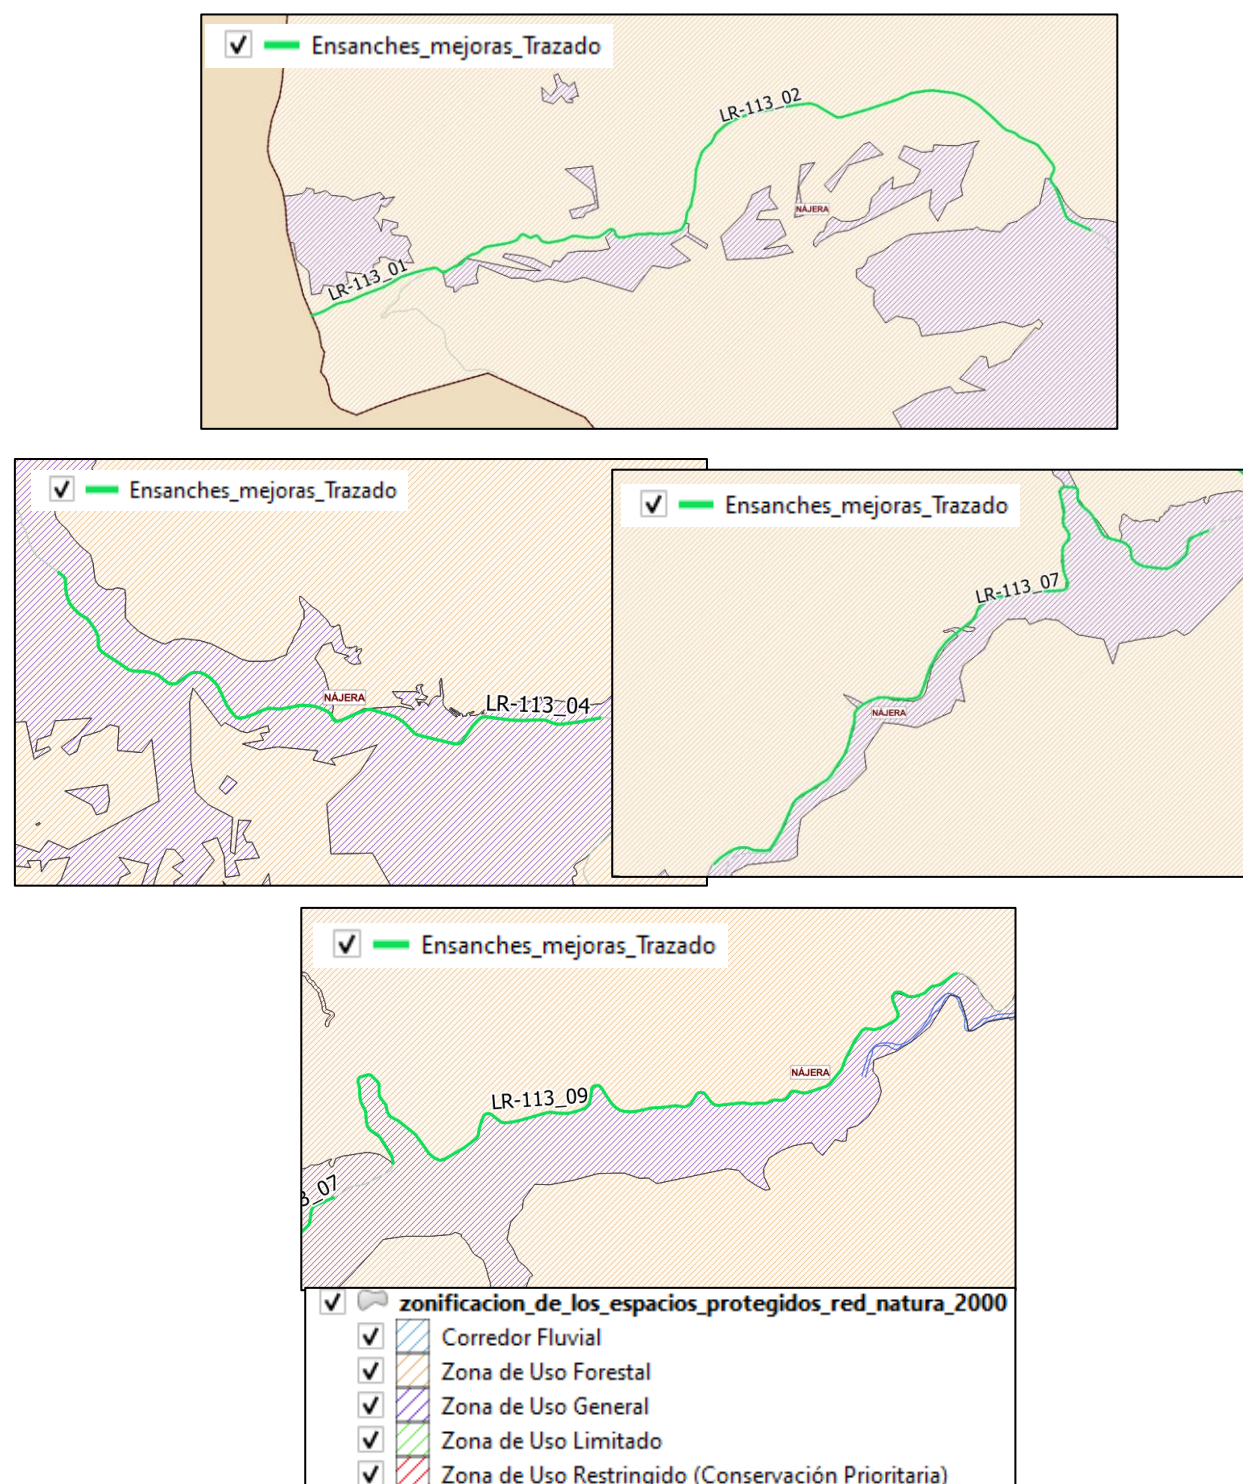 Ensanches_mejoras_Trazado
LR-113_02
NÁJERA
LR-113_01
Ensanches_mejoras_Trazado
NÁJERA
LR-113_04
Ensanches_mejoras_Trazado
LR-113_07
NÁJERA
Ensanches_mejoras_Trazado
NÁJERA
LR-113_09
3_07
zonificacion_de_los_espacios_protegidos_red_natura_2000
Corredor Fluvial
Zona de Uso Forestal
Zona de Uso General
Zona de Uso Limitado
Zona de Uso Restringido (Conservación Prioritaria)